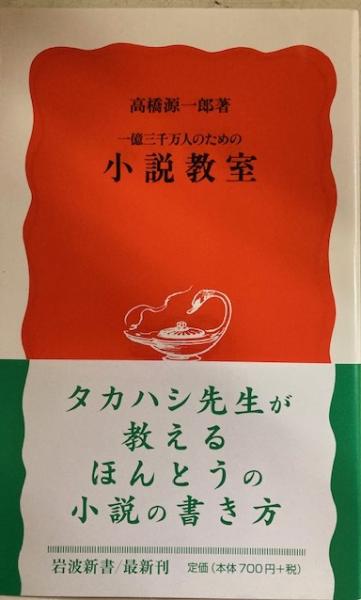 高橋源一郎著
一億三千万人のための
小説教室
タカハシ先生が
教える
ほんとうの
小説の書き方
岩波新書/最新刊 定価(本体700円+税)